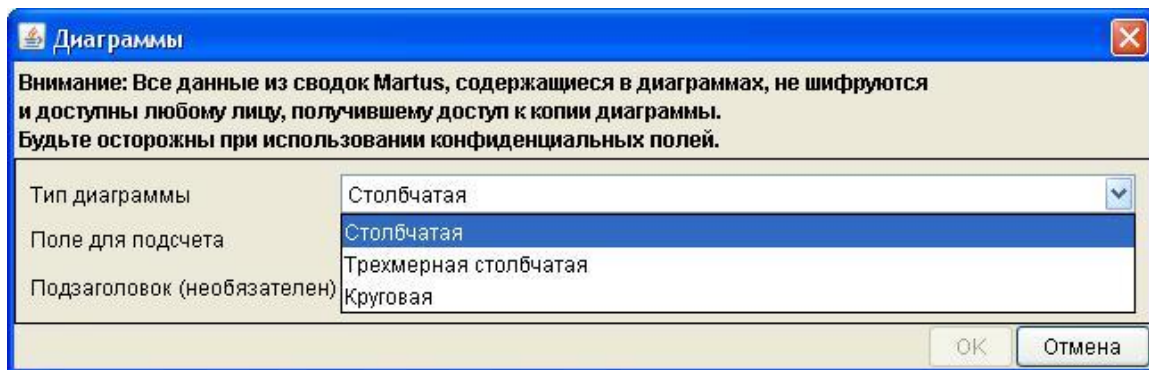 Диаграммы
Внимание: Все данные из сводок Martus, содержащиеся в диаграммах, не шифруются
и доступны любому лицу, получившему доступ к копии диаграммы.
Будьте осторожны при использовании конфиденциальных полей.
Тип диаграммы Столбчатая
Поле для подсчета Столбчатая
Трехмерная столбчатая
Подзаголовок (необязателен) Круговая
OK Отмена